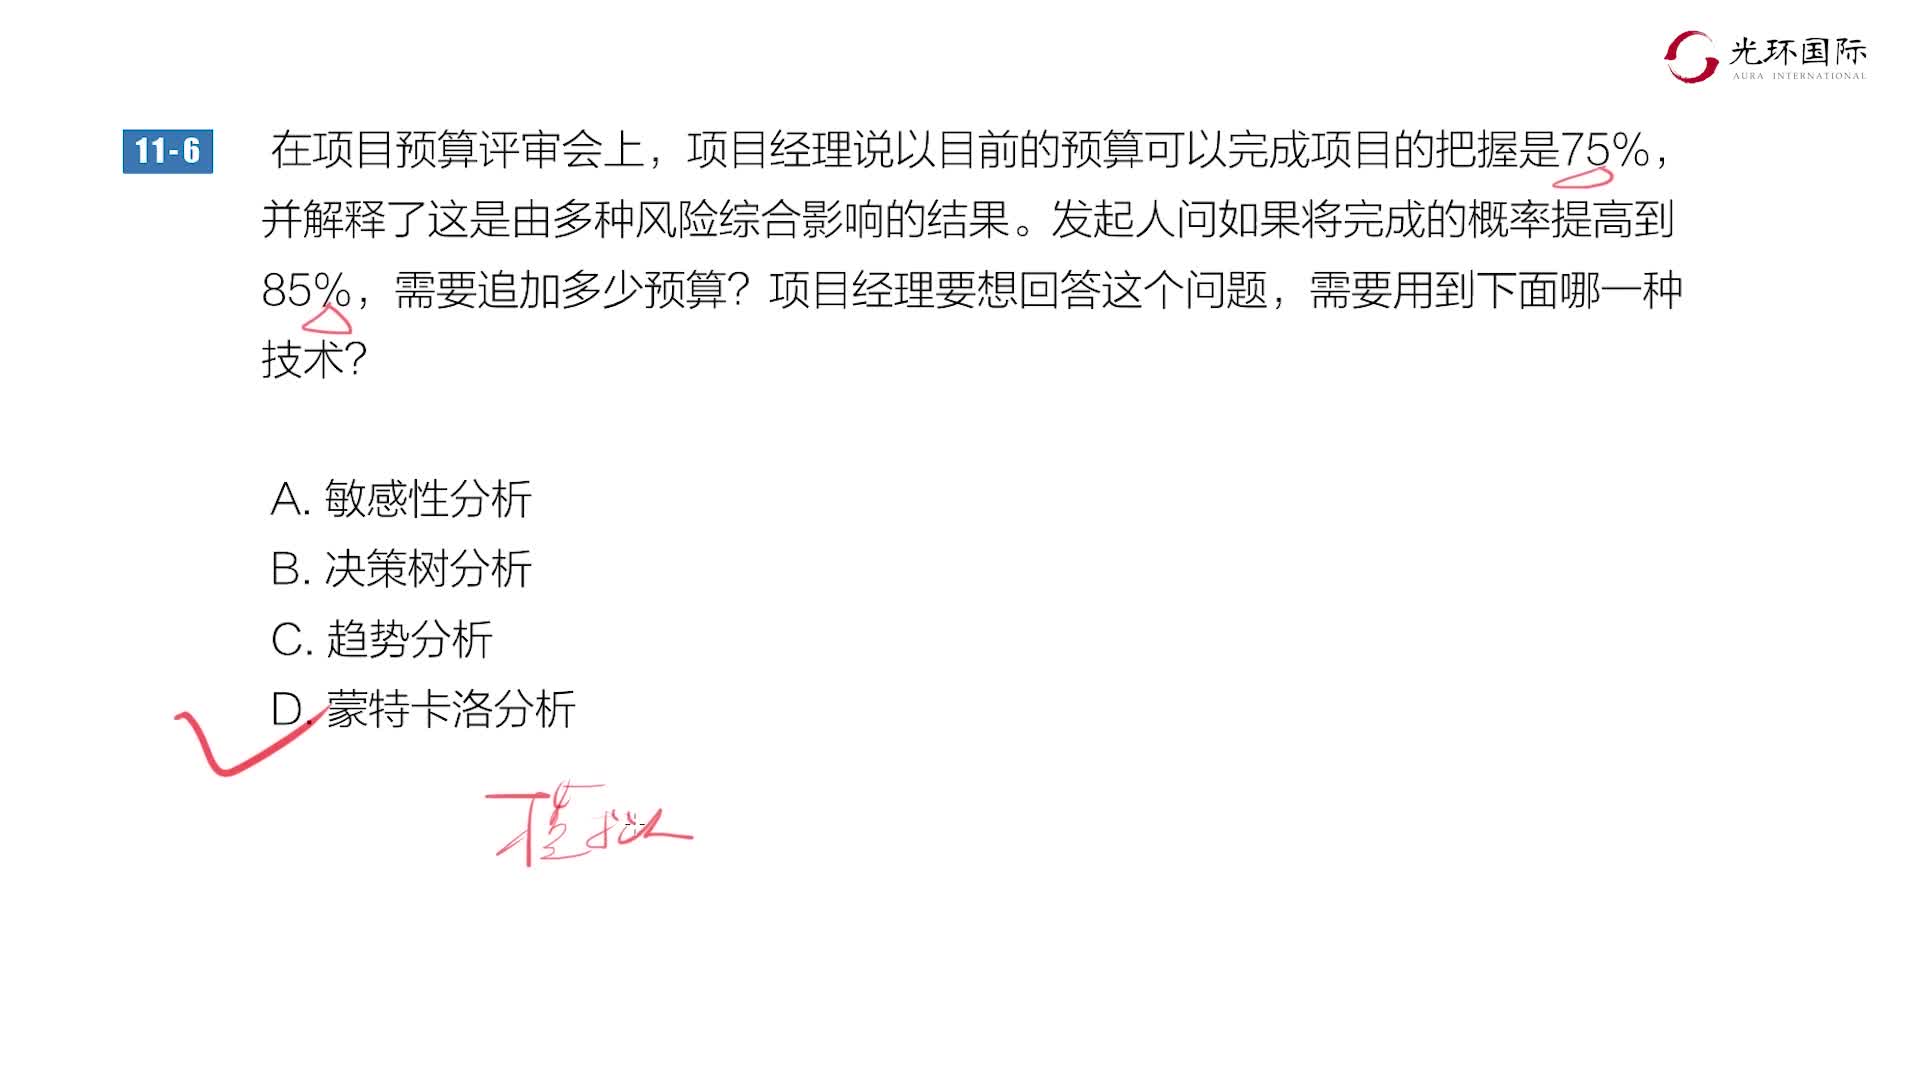 光环国际
AURA INTERNATIONAL
11-6
在项目预算评审会上，项目经理说以目前的预算可以完成项目的把握是75%，
并解释了这是由多种风险综合影响的结果。发起人问如果将完成的概率提高到
85%，需要追加多少预算？项目经理要想回答这个问题，需要用到下面哪一种
技术？
A. 敏感性分析
B. 决策树分析
C. 趋势分析
D. 蒙特卡洛分析
模拟